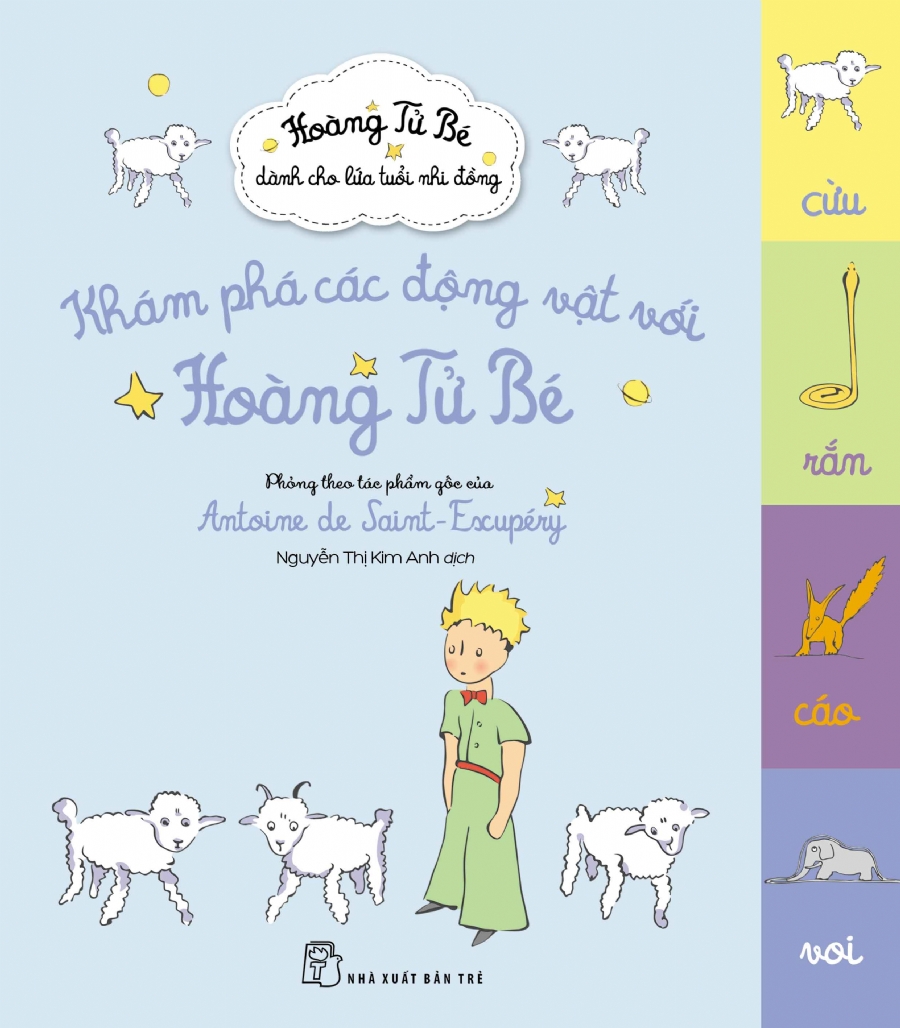 Hoàng Tử Bé
dành cho lứa tuổi nhi đồng
Khám phá các động vật với
Hoàng Tử Bé
Phỏng theo tác phẩm gốc của
Antoine de Saint-Exupéry
Nguyễn Thị Kim Anh dịch
NHÀ XUẤT BẢN TRẺ
cừu
rắn
cáo
voi